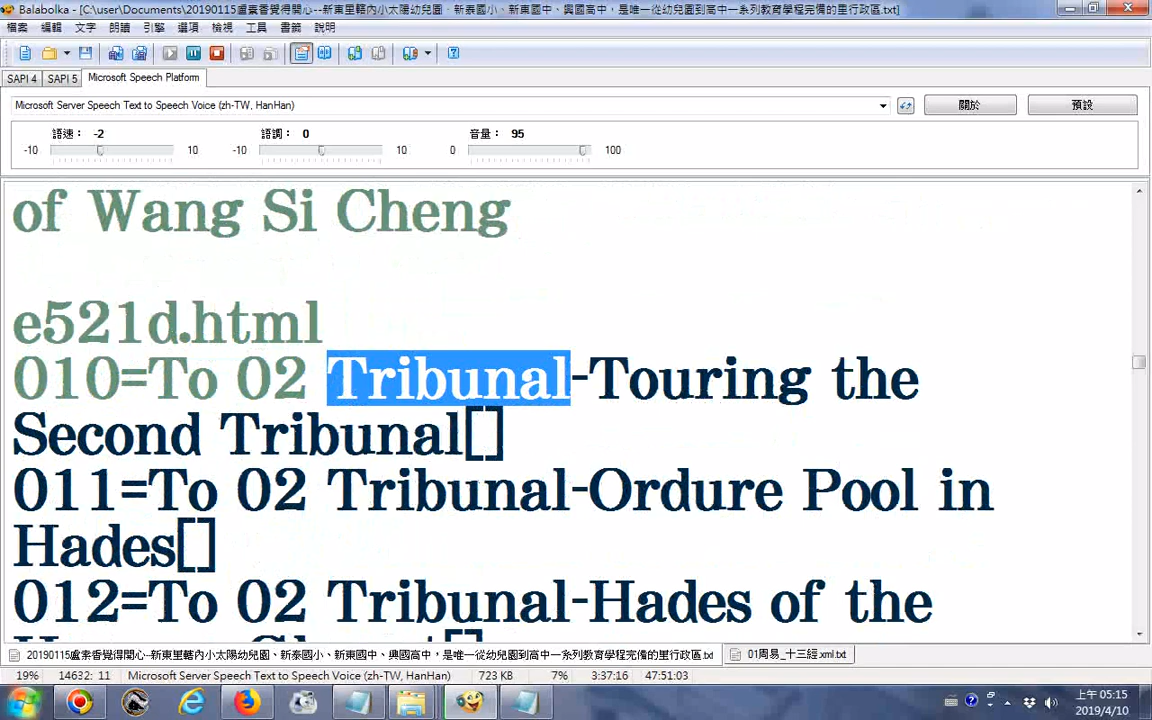 Balabolka - [C:\user\Documents\20190115盧素香覺得開心--新東里轄內小太陽幼兒園、新泰國小、新東國中、興國高中，是唯一從幼兒園到高中一系列教育學程完備的里行政區.txt]
檔案 編輯 文字 朗讀 引擎 選項 檢視 工具 書籤 說明
SAPI 4 SAPI 5 Microsoft Speech Platform
Microsoft Server Speech Text to Speech Voice (zh-TW, HanHan) 關於 預設
語速： -2 語調： 0 音量： 95
-10 10 -10 10 0 100
of Wang Si Cheng
e521d.html
010=To 02 Tribunal-Touring the
Second Tribunal[]
011=To 02 Tribunal-Ordure Pool in
Hades[]
012=To 02 Tribunal-Hades of the
20190115盧素香覺得開心--新東里轄內小太陽幼兒園、新泰國小、新東國中、興國高中，是唯一從幼兒園到高中一系列教育學程完備的里行政區.txt 01周易_十三經.xml.txt
19% 14632: 11 Microsoft Server Speech Text to Speech Voice (zh-TW, HanHan) 723 KB 7% 3:37:16 47:51:03
上午 05:15
2019/4/10